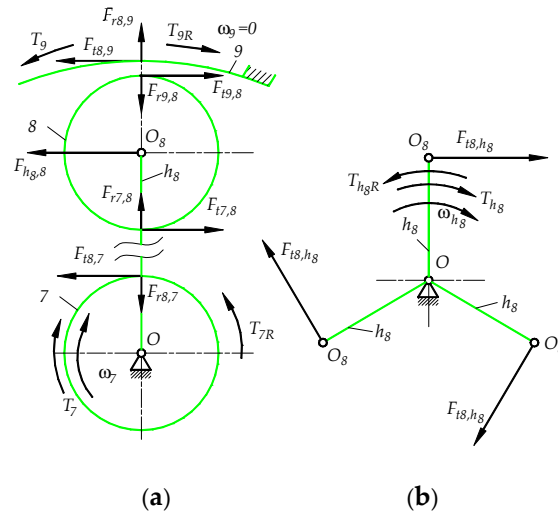 F_{r8,9}
T_9
F_{t8,9}
T_{9R}
ω_9=0
9
F_{r9,8}
F_{t9,8}
8
O_8
F_{h_8,8}
h_8
F_{r7,8}
F_{t7,8}
F_{t8,7}
7
F_{r8,7}
O
T_{7R}
ω_7
T_7
(a)
O_8
F_{t8,h_8}
T_{h_8R}
T_{h_8}
ω_{h_8}
h_8
F_{t8,h_8}
O
h_8
h_8
O_8
O
F_{t8,h_8}
(b)